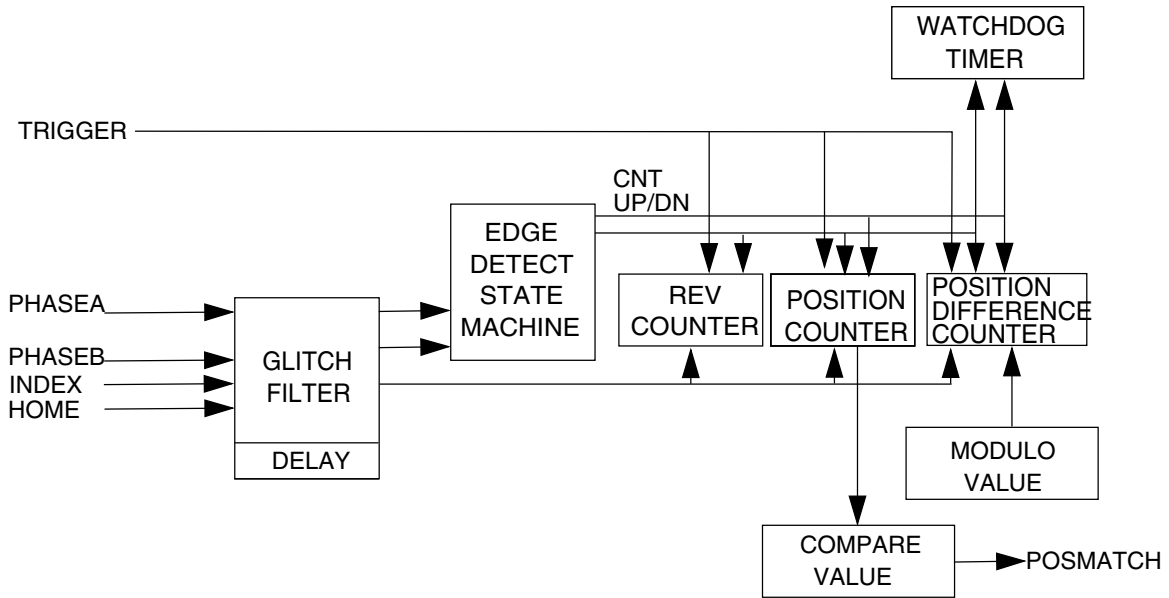 WATCHDOG
TIMER
TRIGGER
CNT
UP/DN
EDGE
DETECT
STATE
MACHINE
PHASEA
PHASEB
INDEX
HOME
GLITCH
FILTER
DELAY
REV
COUNTER
POSITION
COUNTER
POSITION
DIFFERENCE
COUNTER
MODULO
VALUE
COMPARE
VALUE
POSMATCH